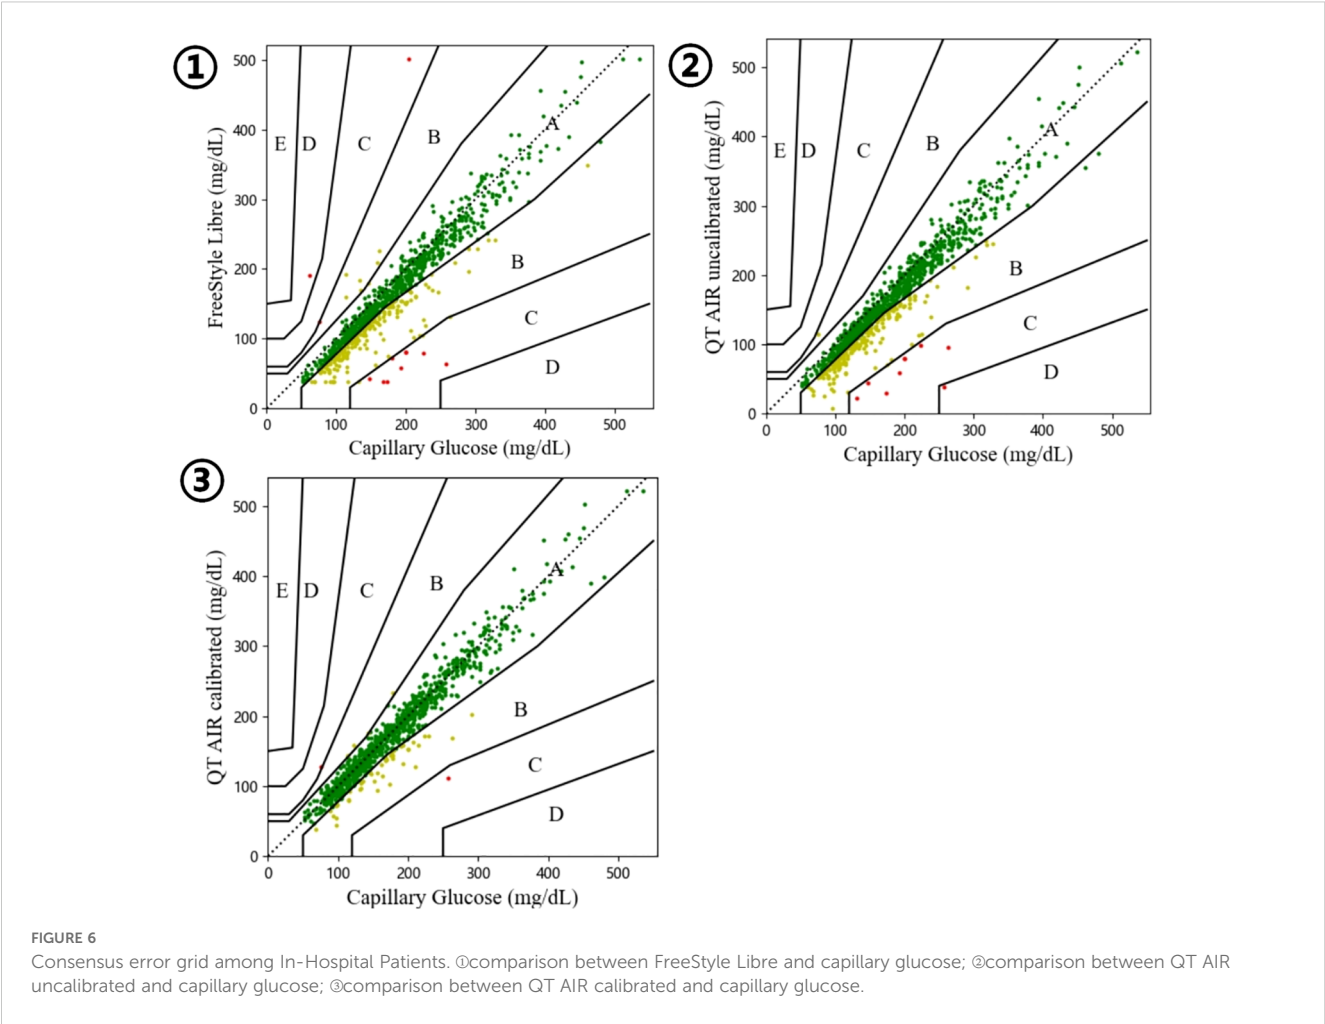 ①
FreeStyle Libre (mg/dL)
500
400
300
200
100
0
E D C B A
B
C
D
0 100 200 300 400 500
Capillary Glucose (mg/dL)
②
QT AIR uncalibrated (mg/dL)
500
400
300
200
100
0
E D C B A
B
C
D
0 100 200 300 400 500
Capillary Glucose (mg/dL)
③
QT AIR calibrated (mg/dL)
500
400
300
200
100
0
E D C B A
B
C
D
0 100 200 300 400 500
Capillary Glucose (mg/dL)
FIGURE 6
Consensus error grid among In-Hospital Patients. ①comparison between FreeStyle Libre and capillary glucose; ②comparison between QT AIR
uncalibrated and capillary glucose; ③comparison between QT AIR calibrated and capillary glucose.